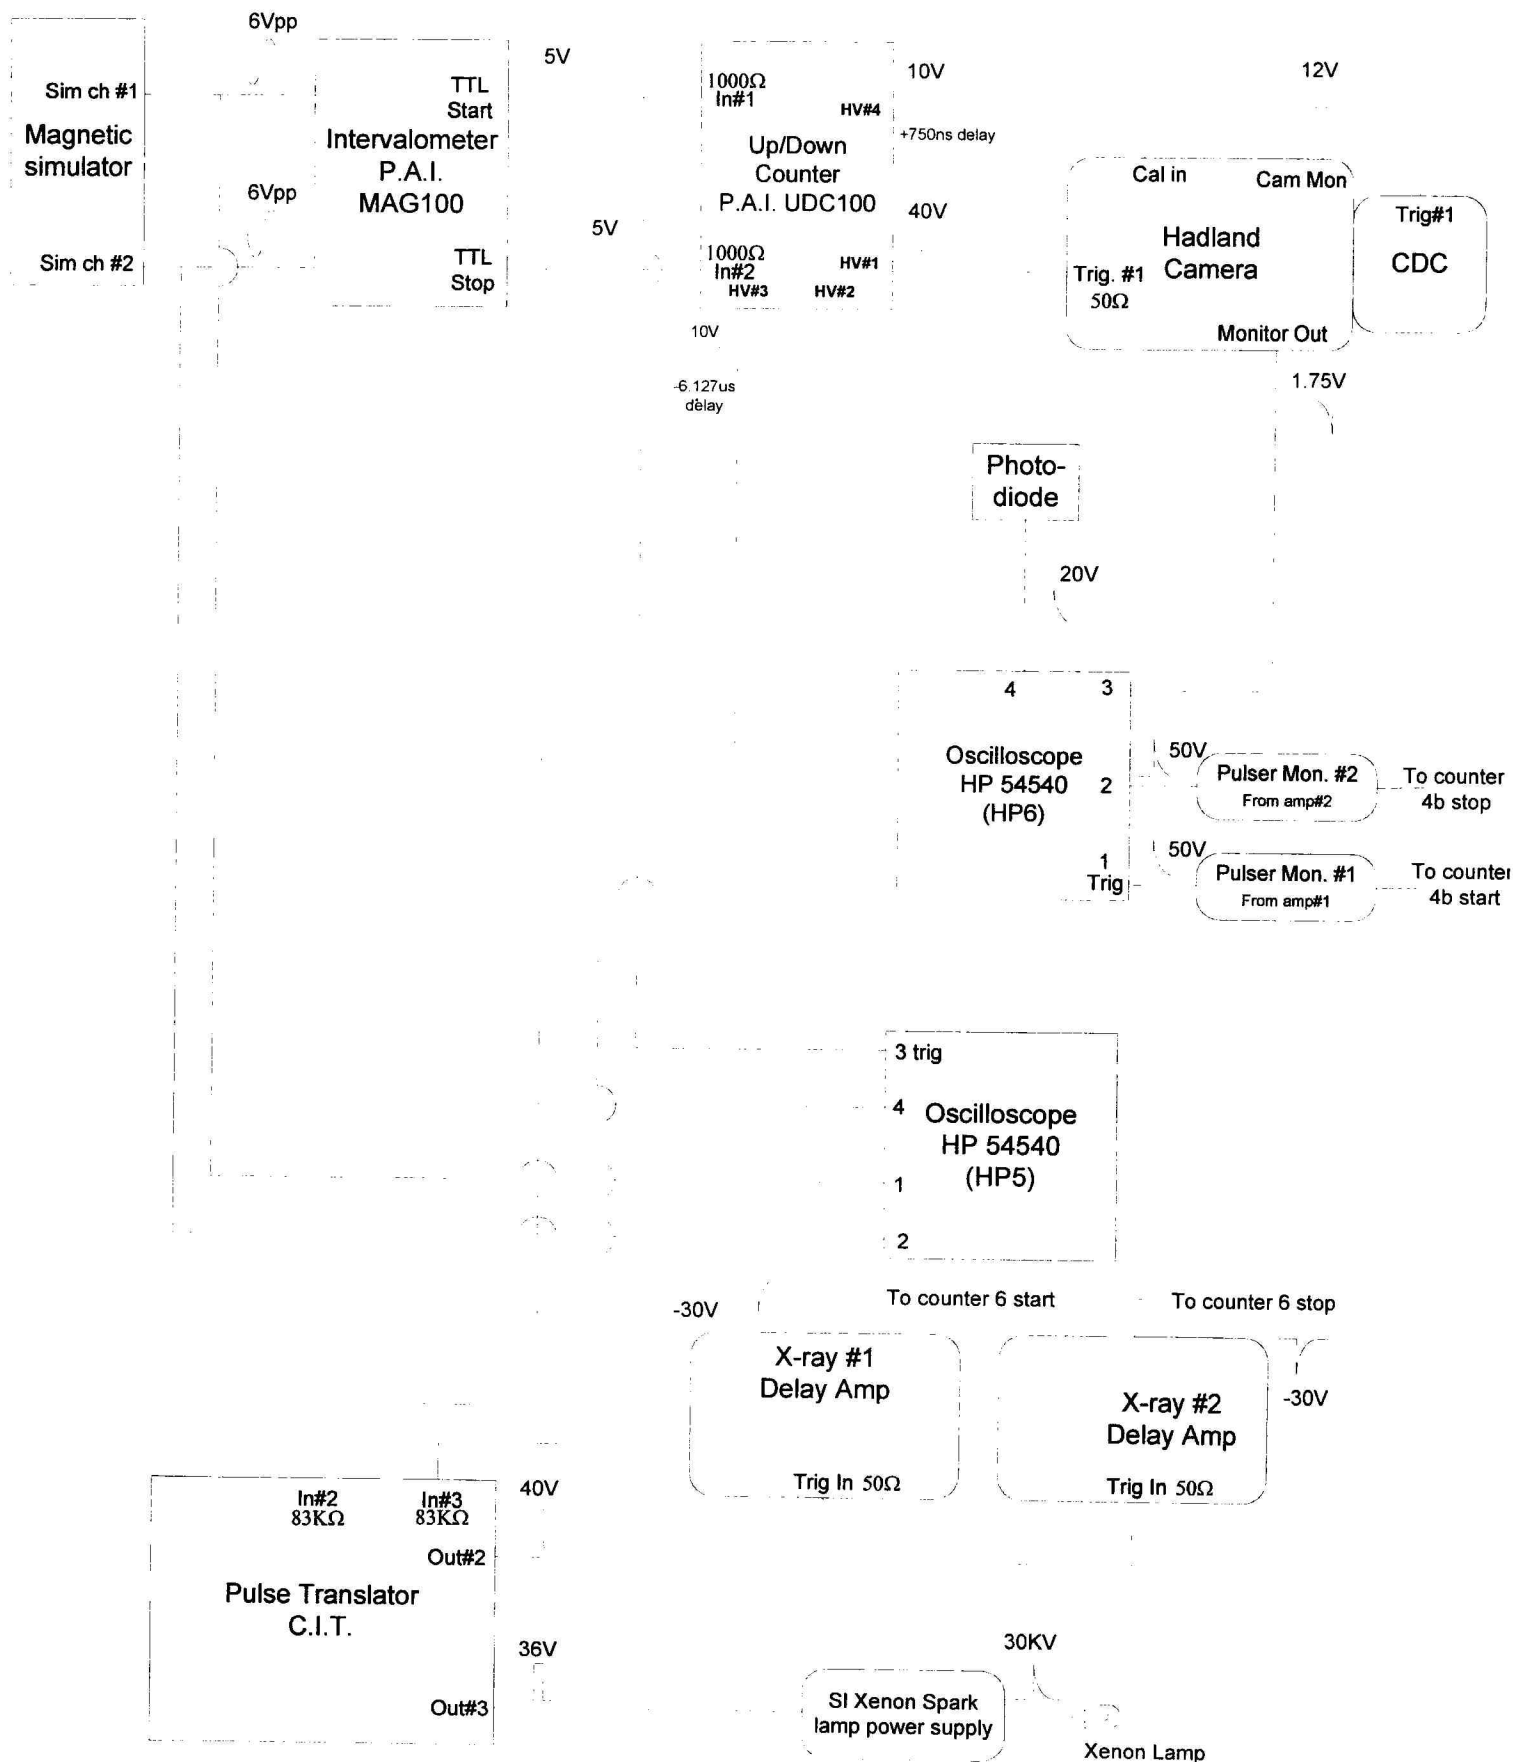 6Vpp
Sim ch #1
Magnetic
simulator
6Vpp
Sim ch #2
TTL
Start
Intervalometer
P.A.I.
MAG100
TTL
Stop
5V
5V
1000Ω
In#1
HV#4
Up/Down
Counter
P.A.I. UDC100
1000Ω
In#2
HV#1
HV#3
HV#2
10V
+750ns delay
40V
10V
-6.127us
delay
12V
Cal in
Cam Mon
Hadland
Camera
Trig. #1
50Ω
Monitor Out
Trig#1
CDC
1.75V
Photo-
diode
20V
4
3
Oscilloscope
HP 54540
(HP6)
2
1
Trig
50V
Pulser Mon. #2
From amp#2
To counter
4b stop
50V
Pulser Mon. #1
From amp#1
To counter
4b start
3 trig
4
Oscilloscope
HP 54540
(HP5)
1
2
To counter 6 start
To counter 6 stop
-30V
X-ray #1
Delay Amp
Trig In 50Ω
X-ray #2
Delay Amp
Trig In 50Ω
-30V
In#2
83KΩ
In#3
83KΩ
40V
Out#2
Pulse Translator
C.I.T.
36V
Out#3
30KV
SI Xenon Spark
lamp power supply
Xenon Lamp